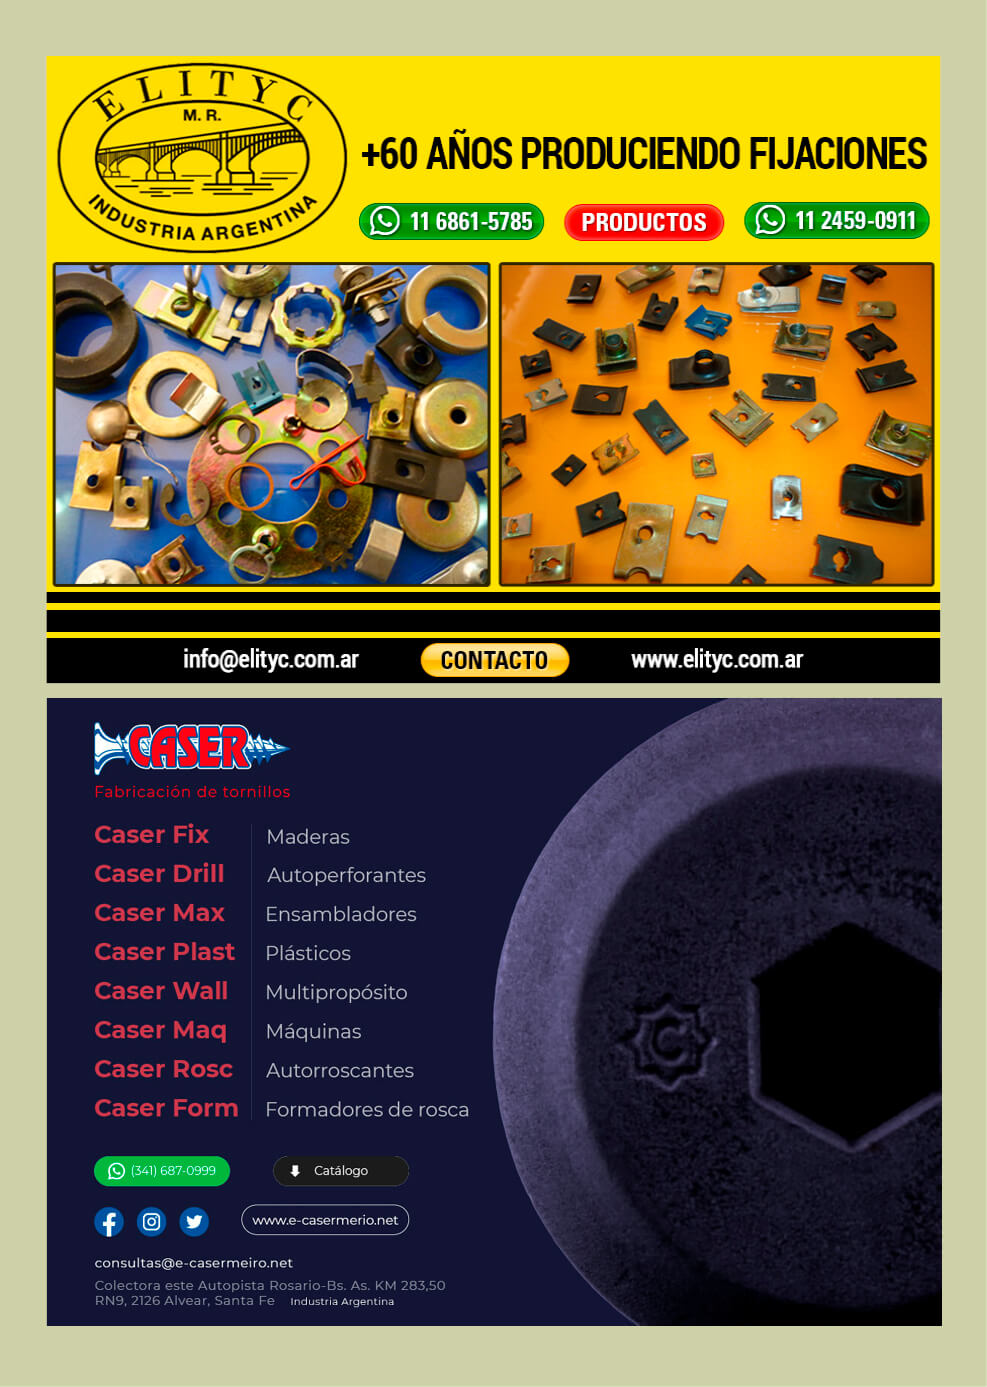 ELITYC
M. R.
INDUSTRIA ARGENTINA
+60 AÑOS PRODUCIENDO FIJACIONES
11 6861-5785
PRODUCTOS
11 2459-0911
info@elityc.com.ar
CONTACTO
www.elityc.com.ar
CASER
Fabricación de tornillos
Caser Fix Maderas
Caser Drill Autoperforantes
Caser Max Ensambladores
Caser Plast Plásticos
Caser Wall Multipropósito
Caser Maq Máquinas
Caser Rosc Autorroscantes
Caser Form Formadores de rosca
C
(341) 687-0999
Catálogo
www.e-casermerio.net
consultas@e-casermeiro.net
Colectora este Autopista Rosario-Bs. As. KM 283,50
RN9, 2126 Alvear, Santa Fe Industria Argentina